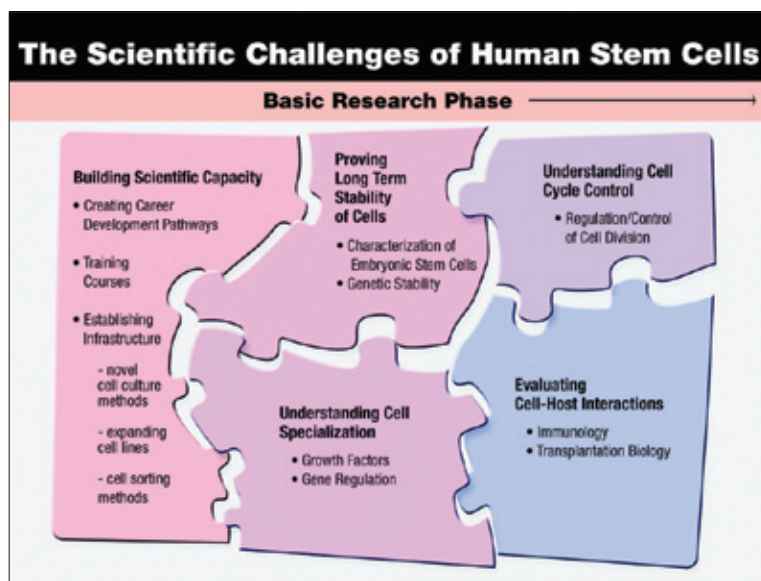 The Scientific Challenges of Human Stem Cells
Basic Research Phase
Building Scientific Capacity
• Creating Career
Development Pathways
• Training
Courses
• Establishing
Infrastructure
- novel
cell culture
methods
- expanding
cell lines
- cell sorting
methods
Proving
Long Term
Stability
of Cells
• Characterization of
Embryonic Stem Cells
• Genetic Stability
Understanding Cell
Cycle Control
• Regulation/Control
of Cell Division
Understanding Cell
Specialization
• Growth Factors
• Gene Regulation
Evaluating
Cell-Host Interactions
• Immunology
• Transplantation Biology